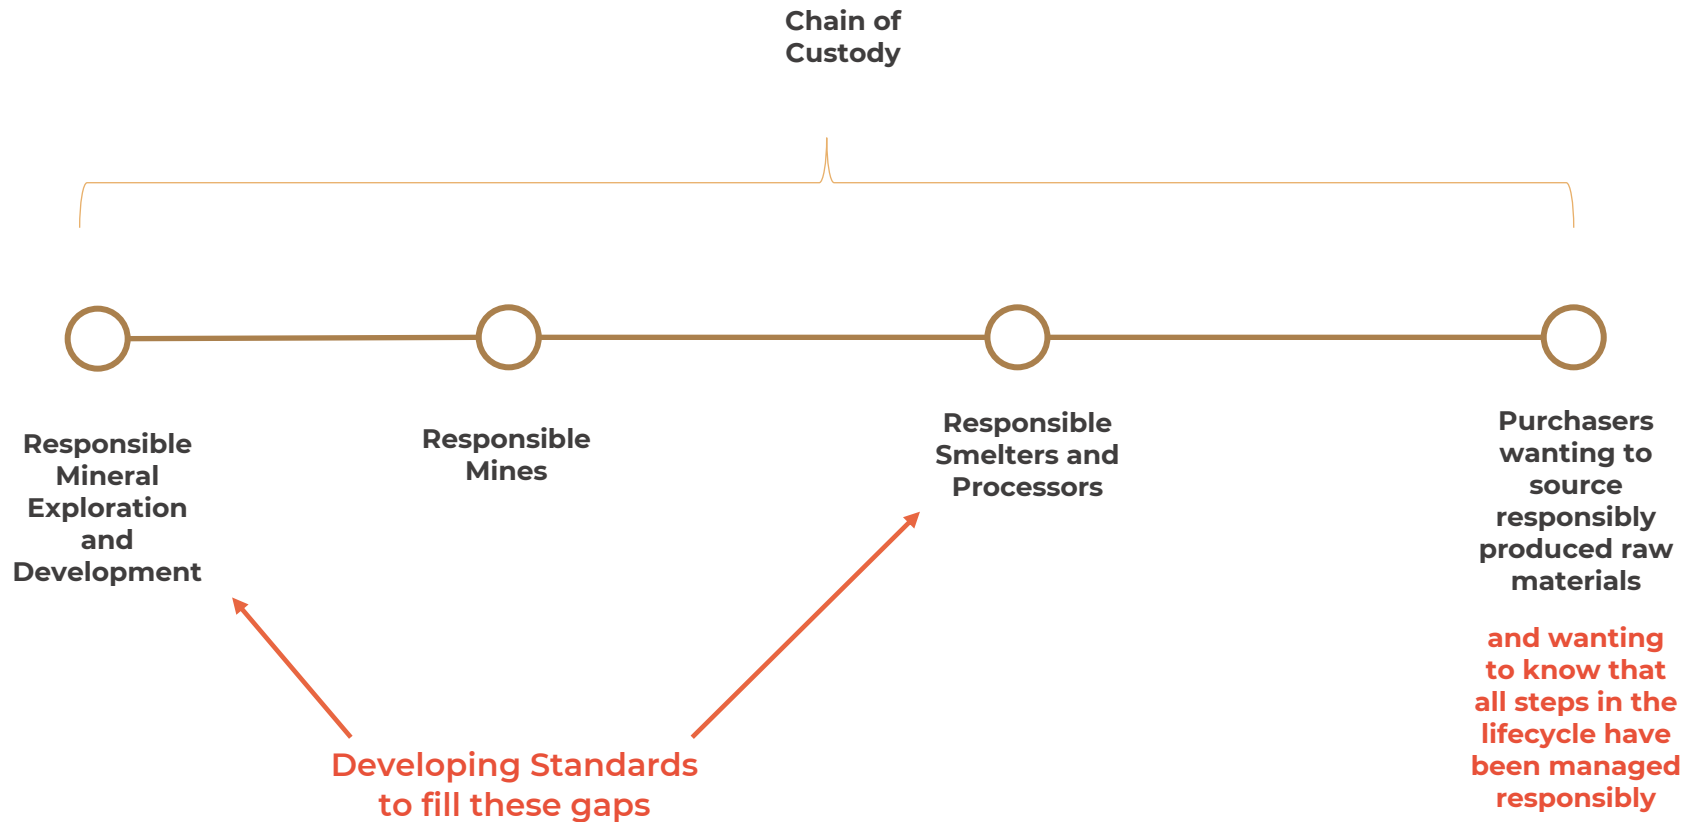 Chain of
Custody
Responsible
Mineral
Exploration
and
Development
Responsible
Mines
Responsible
Smelters and
Processors
Purchasers
wanting to
source
responsibly
produced raw
materials
and wanting
to know that
all steps in the
lifecycle have
been managed
responsibly
Developing Standards
to fill these gaps